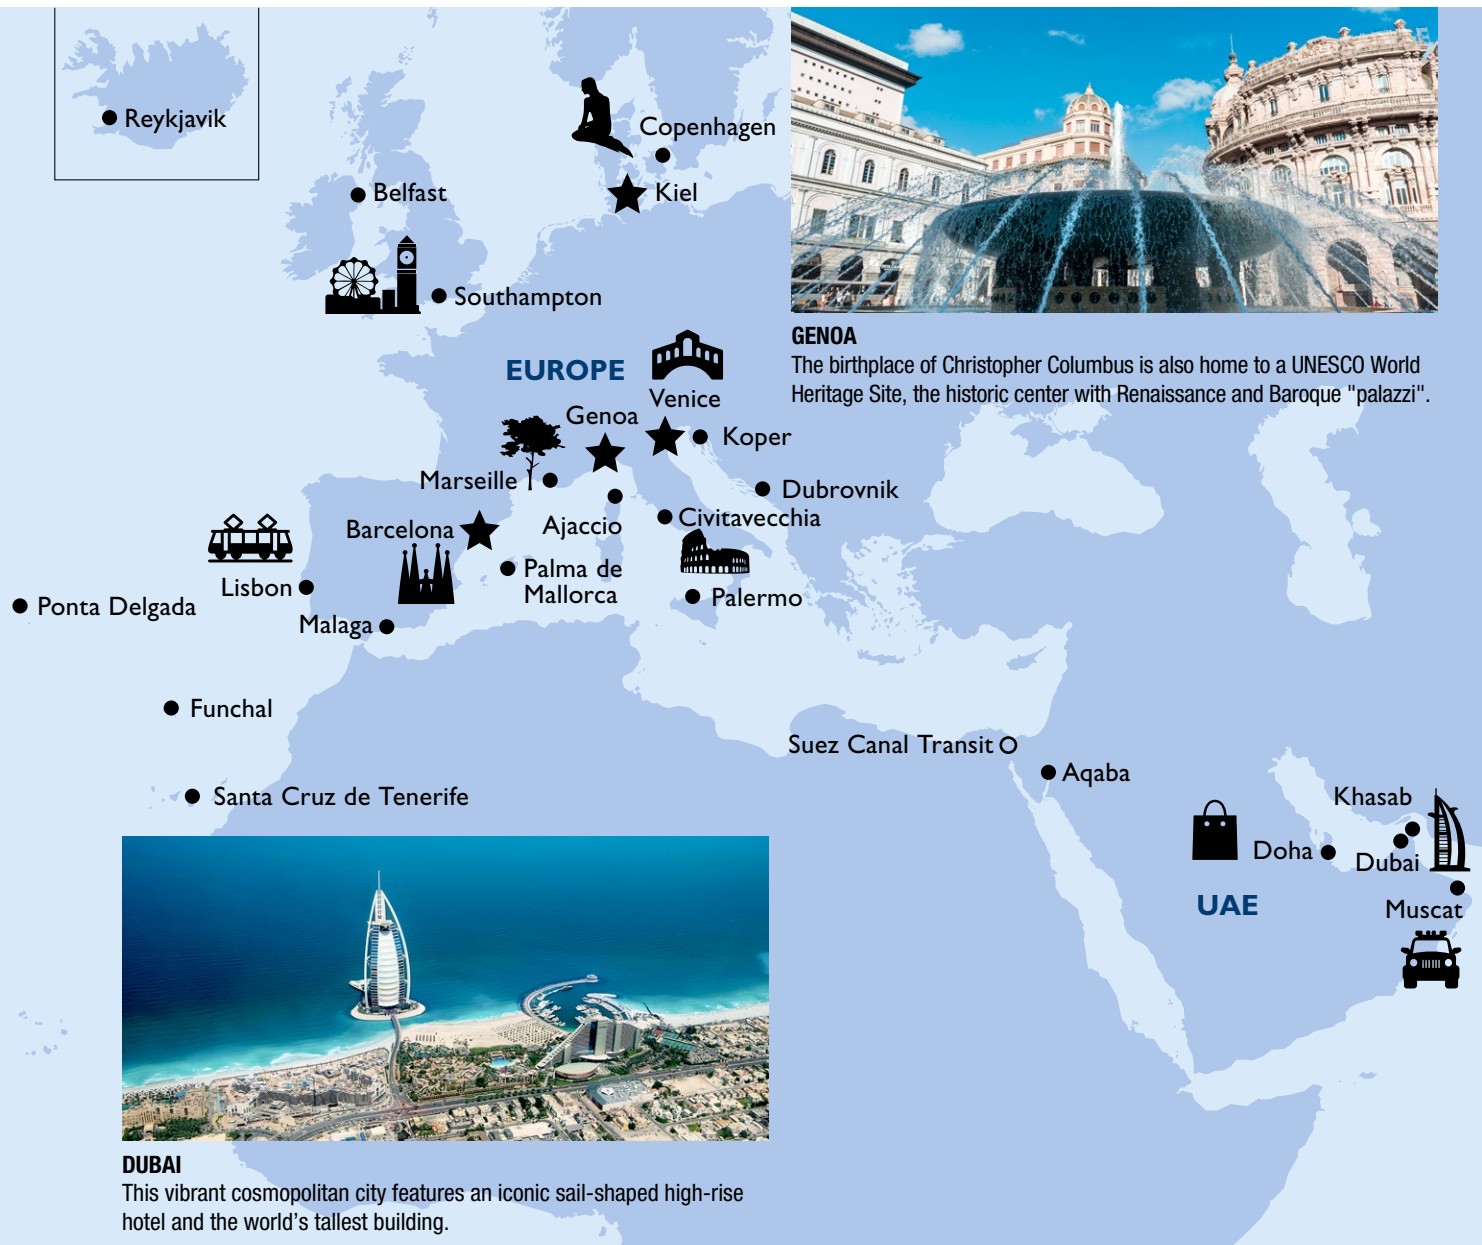 Reykjavik
Copenhagen
Belfast
Kiel
Southampton
GENOA
The birthplace of Christopher Columbus is also home to a UNESCO World
Heritage Site, the historic center with Renaissance and Baroque "palazzi".
EUROPE
Venice
Genoa
Koper
Marseille
Dubrovnik
Ajaccio
Civitavecchia
Barcelona
Palma de
Mallorca
Lisbon
Palermo
Ponta Delgada
Malaga
Funchal
Suez Canal Transit
Aqaba
Santa Cruz de Tenerife
Khasab
Doha
Dubai
UAE
Muscat
DUBAI
This vibrant cosmopolitan city features an iconic sail-shaped high-rise
hotel and the world’s tallest building.